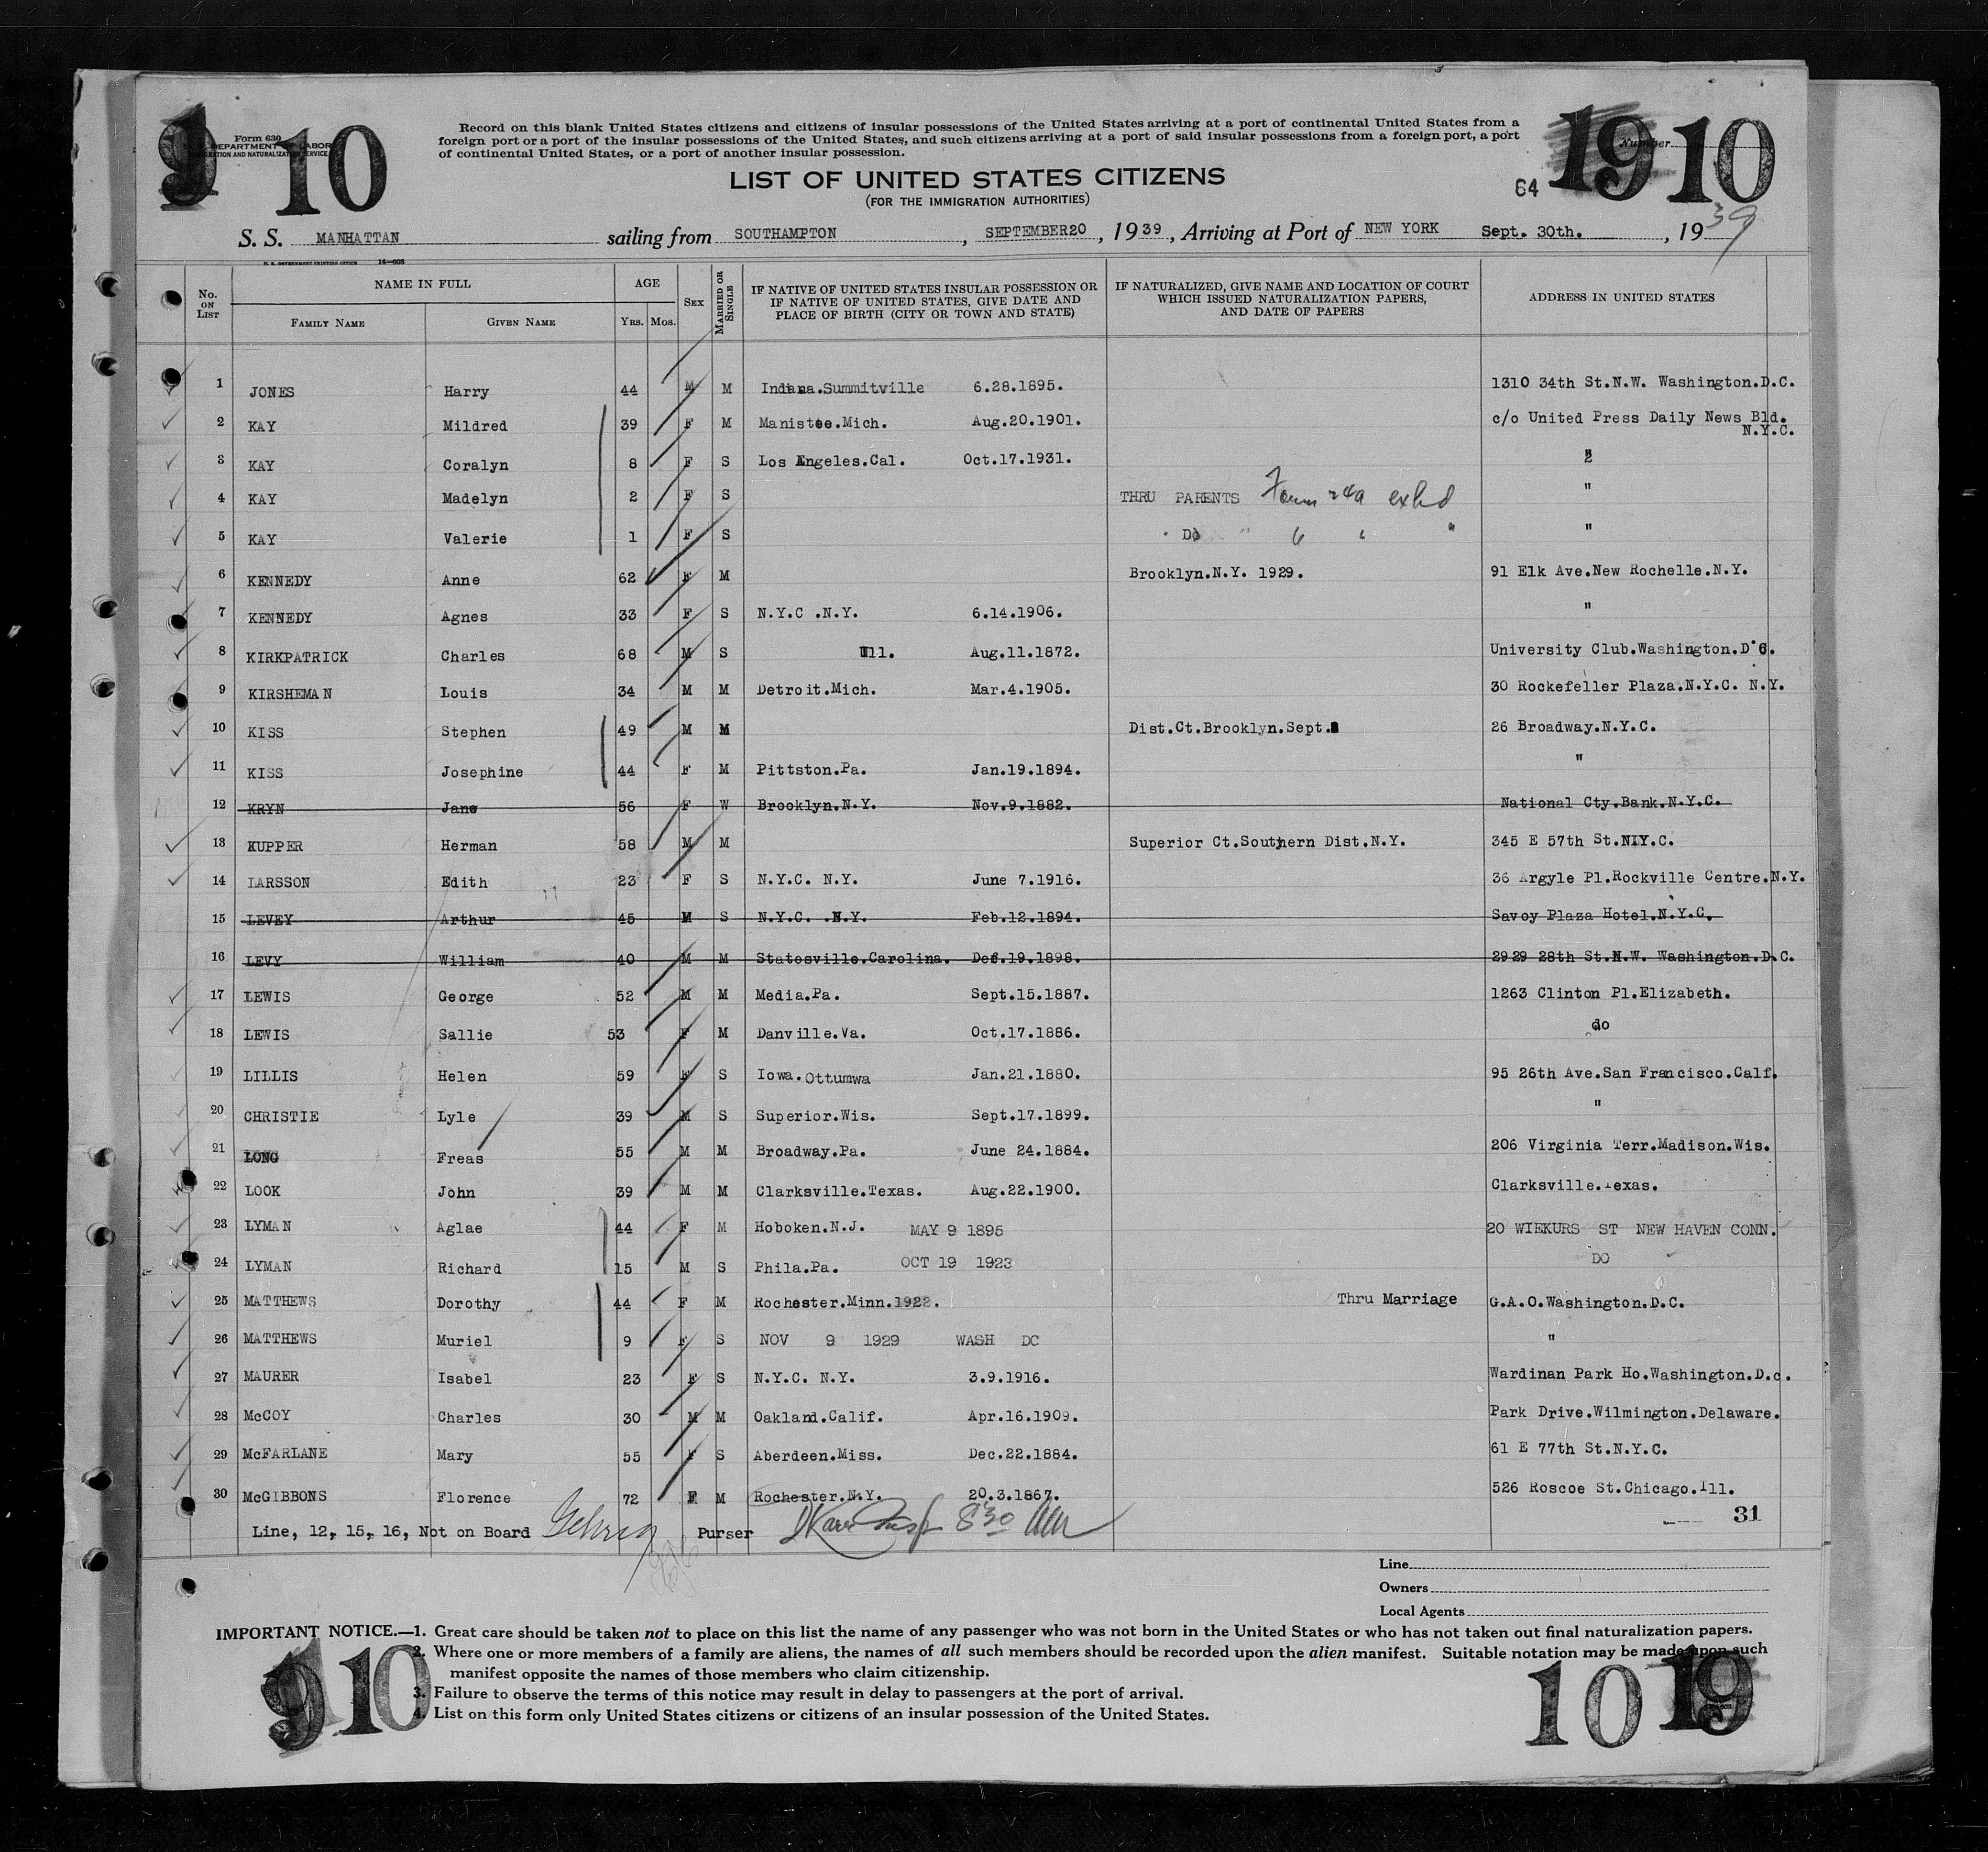 9 10
Form 630
U. S. DEPARTMENT OF LABOR
IMMIGRATION AND NATURALIZATION SERVICE
Record on this blank United States citizens and citizens of insular possessions of the United States arriving at a port of continental United States from a
foreign port or a port of the insular possessions of the United States, and such citizens arriving at a port of said insular possessions from a foreign port, a port
of continental United States, or a port of another insular possession.
Number
19 10
LIST OF UNITED STATES CITIZENS
(FOR THE IMMIGRATION AUTHORITIES)
64
S. S. MANHATTAN sailing from SOUTHAMPTON , SEPTEMBER20 , 1939 , Arriving at Port of NEW YORK Sept. 30th. , 1939
U. S. GOVERNMENT PRINTING OFFICE 14—608
No. ON LIST NAME IN FULL FAMILY NAME GIVEN NAME AGE YRS. MOS. SEX MARRIED OR SINGLE IF NATIVE OF UNITED STATES INSULAR POSSESSION OR IF NATIVE OF UNITED STATES, GIVE DATE AND PLACE OF BIRTH (CITY OR TOWN AND STATE) IF NATURALIZED, GIVE NAME AND LOCATION OF COURT WHICH ISSUED NATURALIZATION PAPERS, AND DATE OF PAPERS ADDRESS IN UNITED STATES
1 JONES Harry 44 M M Indiana.Summitville 6.28.1895. 1310 34th St.N.W. Washington.D.C.
2 KAY Mildred 39 F M Manistee.Mich. Aug.20.1901. c/o United Press Daily News Bld.
N.Y.C.
3 KAY Coralyn 8 F S Los Angeles.Cal. Oct.17.1931. "
4 KAY Madelyn 2 F S THRU PARENTS Form 24a exhd "
5 KAY Valerie 1 F S " Do " " " "
6 KENNEDY Anne 62 F M Brooklyn.N.Y. 1929. 91 Elk Ave.New Rochelle.N.Y.
7 KENNEDY Agnes 33 F S N.Y.C .N.Y. 6.14.1906. "
8 KIRKPATRICK Charles 68 M S Ill. Aug.11.1872. University Club.Washington.D.C.
9 KIRSHEMAN Louis 34 M M Detroit.Mich. Mar.4.1905. 30 Rockefeller Plaza.N.Y.C. N.Y.
10 KISS Stephen 49 M M Dist.Ct.Brooklyn.Sept. 26 Broadway.N.Y.C.
11 KISS Josephine 44 F M Pittston.Pa. Jan.19.1894. "
12 KRYN Jane 56 F W Brooklyn.N.Y. Nov.9.1882. National Cty.Bank.N.Y.C.
13 KUPPER Herman 58 M M Superior Ct.Southern Dist.N.Y. 345 E 57th St.N.Y.C.
14 LARSSON Edith 23 F S N.Y.C. N.Y. June 7.1916. 36 Argyle Pl.Rockville Centre.N.Y.
15 LEVEY Arthur 45 M S N.Y.C. .N.Y. Feb.12.1894. Savoy Plaza Hotel.N.Y.C.
16 LEVY William 40 M M Statesville.Carolina. Dec.19.1898. 2929 28th St.N.W. Washington.D.C.
17 LEWIS George 52 M M Media.Pa. Sept.15.1887. 1263 Clinton Pl.Elizabeth.
18 LEWIS Sallie 53 F M Danville.Va. Oct.17.1886. do
19 LILLIS Helen 59 F S Iowa.Ottumwa Jan.21.1880. 95 26th Ave.San Francisco.Calf.
20 CHRISTIE Lyle 39 M S Superior.Wis. Sept.17.1899. "
21 LONG Freas 55 M M Broadway.Pa. June 24.1884. 206 Virginia Terr.Madison.Wis.
22 LOOK John 39 M M Clarksville.Texas. Aug.22.1900. Clarksville.Texas.
23 LYMAN Aglae 44 F M Hoboken.N.J. MAY 9 1895 20 WIEKURS ST NEW HAVEN CONN.
24 LYMAN Richard 15 M S Phila.Pa. OCT 19 1923 DO
25 MATTHEWS Dorothy 44 F M Rochester.Minn.1922. Thru Marriage G.A.O.Washington.D.C.
26 MATTHEWS Muriel 9 F S NOV 9 1929 WASH DC "
27 MAURER Isabel 23 F S N.Y.C. N.Y. 3.9.1916. Wardinan Park Ho.Washington.D.c.
28 McCOY Charles 30 M M Oakland.Calif. Apr.16.1909. Park Drive.Wilmington.Delaware.
29 McFARLANE Mary 55 F S Aberdeen.Miss. Dec.22.1884. 61 E 77th St.N.Y.C.
30 McGIBBONS Florence 72 F M Rochester.N.Y. 20.3.1867. 526 Roscoe St.Chicago.Ill.
Line, 12, 15, 16, Not on Board Purser 830 31
Line
Owners
Local Agents
IMPORTANT NOTICE.—1. Great care should be taken not to place on this list the name of any passenger who was not born in the United States or who has not taken out final naturalization papers.
2. Where one or more members of a family are aliens, the names of all such members should be recorded upon the alien manifest. Suitable notation may be made upon such
manifest opposite the names of those members who claim citizenship.
3. Failure to observe the terms of this notice may result in delay to passengers at the port of arrival.
4. List on this form only United States citizens or citizens of an insular possession of the United States.
9 10
10 19